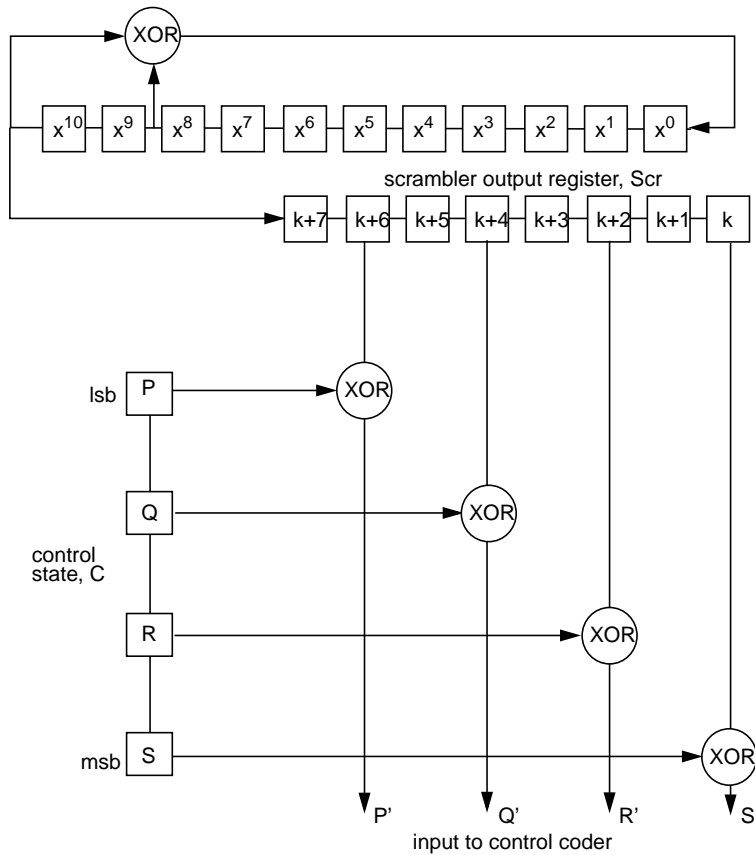 XOR
x¹⁰ x⁹ x⁸ x⁷ x⁶ x⁵ x⁴ x³ x² x¹ x⁰
scrambler output register, Scr
k+7 k+6 k+5 k+4 k+3 k+2 k+1 k
lsb P XOR
Q XOR
control
state, C
R XOR
msb S XOR
P' Q' R' S
input to control coder